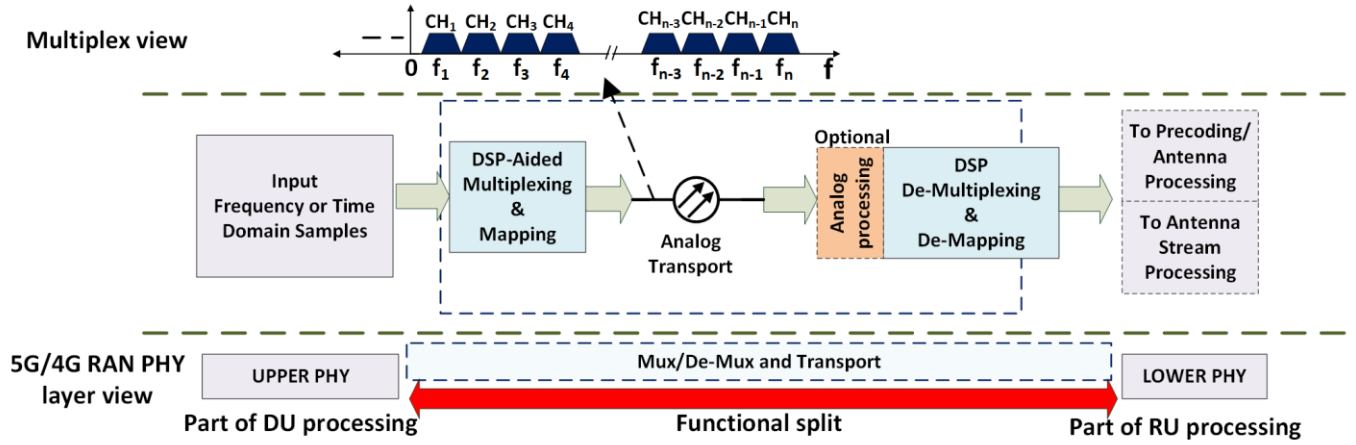 Multiplex view
CH₁ CH₂ CH₃ CH₄ CHₙ₋₃ CHₙ₋₂ CHₙ₋₁ CHₙ
0 f₁ f₂ f₃ f₄ fₙ₋₃ fₙ₋₂ fₙ₋₁ fₙ f
Input
Frequency or Time
Domain Samples
DSP-Aided
Multiplexing
&
Mapping
Analog
Transport
Optional
Analog
processing
DSP
De-Multiplexing
&
De-Mapping
To Precoding/
Antenna
Processing
To Antenna
Stream
Processing
5G/4G RAN PHY
layer view
UPPER PHY
Mux/De-Mux and Transport
LOWER PHY
Part of DU processing
Functional split
Part of RU processing